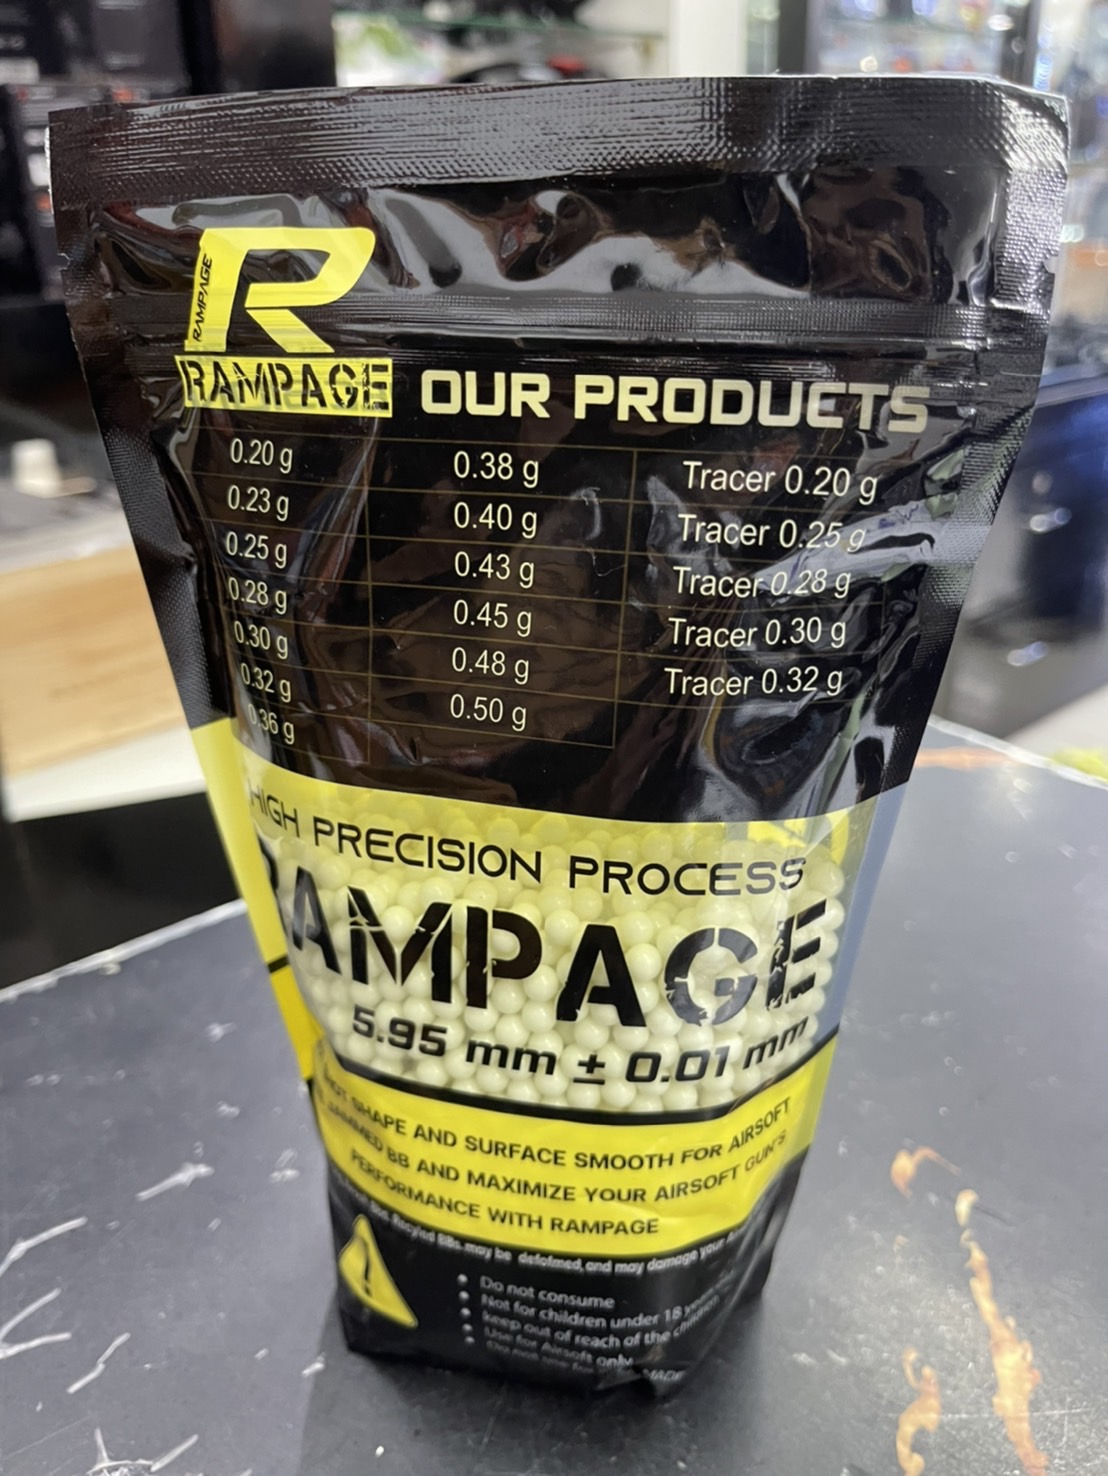 RAMPAGE
RAMPAGE
OUR PRODUCTS
0.20 g
0.23 g
0.25 g
0.28 g
0.30 g
0.32 g
0.36 g
0.38 g
0.40 g
0.43 g
0.45 g
0.48 g
0.50 g
Tracer 0.20 g
Tracer 0.25 g
Tracer 0.28 g
Tracer 0.30 g
Tracer 0.32 g
HIGH PRECISION PROCESS
RAMPAGE
5.95 mm ± 0.01 mm
SHAPE AND SURFACE SMOOTH FOR AIRSOFT
JAMMED BB AND MAXIMIZE YOUR AIRSOFT GUN'S
PERFORMANCE WITH RAMPAGE
BBs may be defolmed, and may damage your
Do not consume
Not for children under 18
keep out of reach of the children
Use for Airsoft only